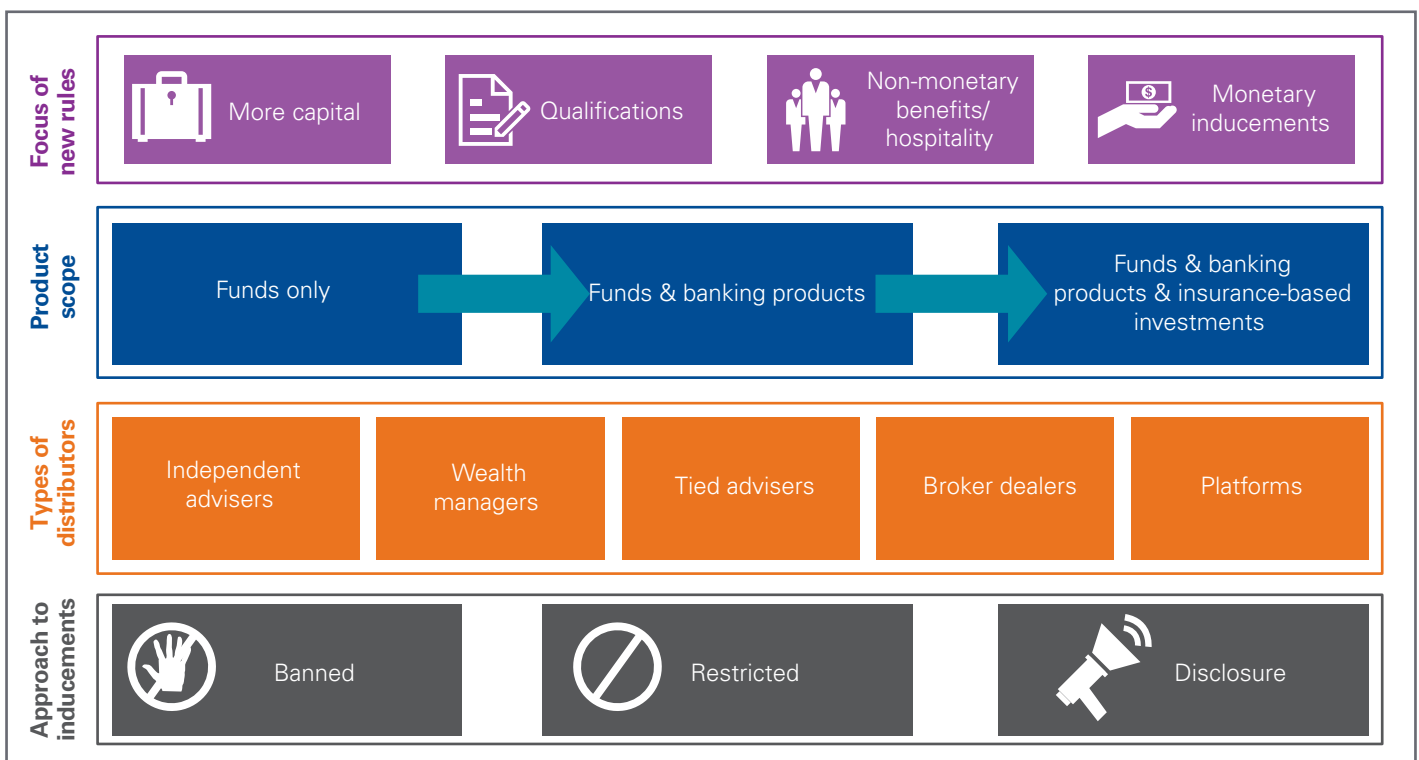 Focus of
new rules
More capital
Qualifications
Non-monetary
benefits/
hospitality
$
Monetary
inducements
Product
scope
Funds only
Funds & banking products
Funds & banking
products & insurance-based
investments
Types of
distributors
Independent
advisers
Wealth
managers
Tied advisers
Broker dealers
Platforms
Approach to
inducements
Banned
Restricted
Disclosure